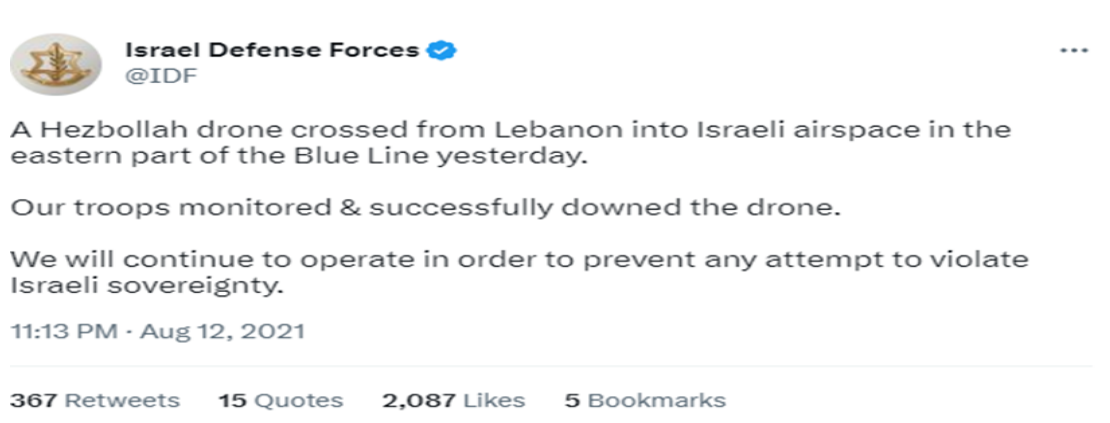 Israel Defense Forces
@IDF
A Hezbollah drone crossed from Lebanon into Israeli airspace in the
eastern part of the Blue Line yesterday.
Our troops monitored & successfully downed the drone.
We will continue to operate in order to prevent any attempt to violate
Israeli sovereignty.
11:13 PM · Aug 12, 2021
367 Retweets 15 Quotes 2,087 Likes 5 Bookmarks